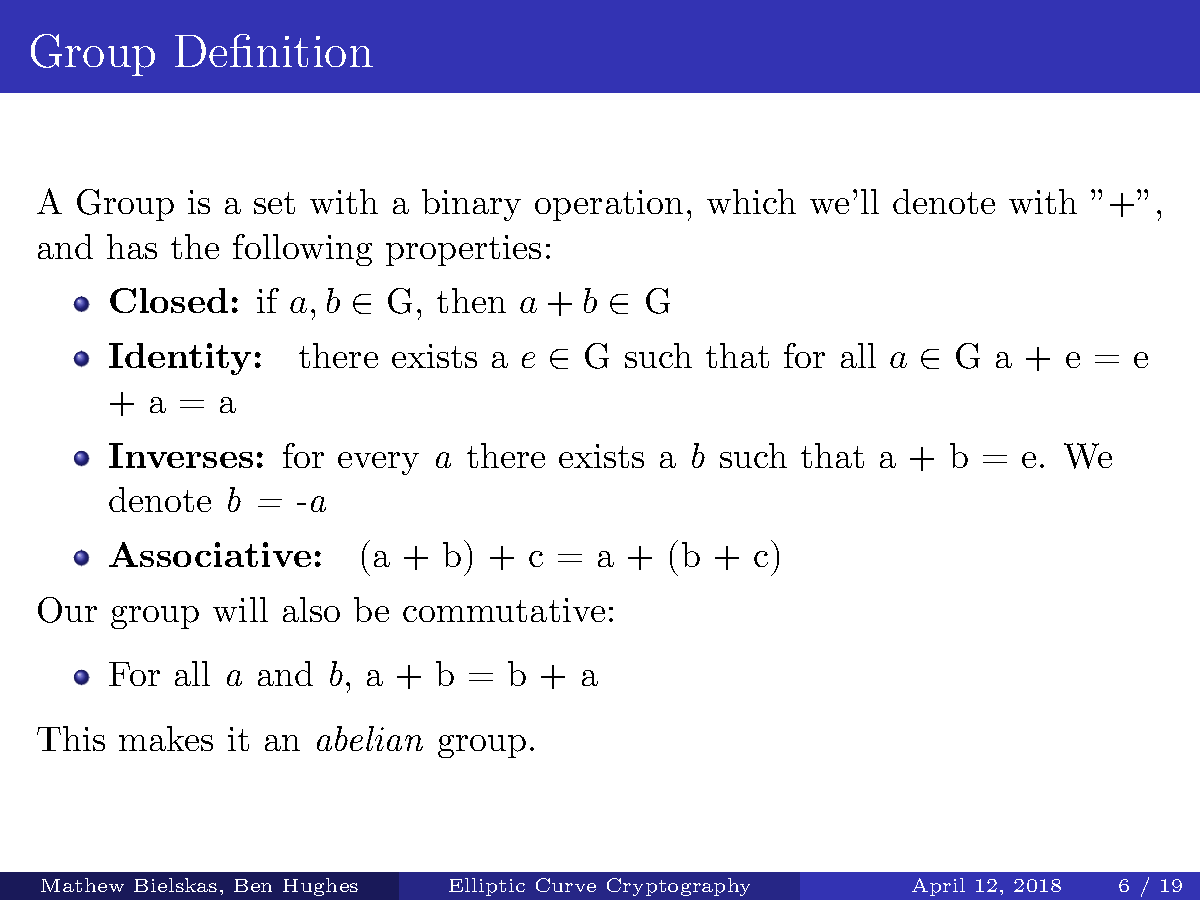 Group Definition
A Group is a set with a binary operation, which we'll denote with ”+”,
and has the following properties:
Closed: if a, b ∈ G, then a + b ∈ G
Identity: there exists a e ∈ G such that for all a ∈ G a + e = e
+ a = a
Inverses: for every a there exists a b such that a + b = e. We
denote b = -a
Associative: (a + b) + c = a + (b + c)
Our group will also be commutative:
For all a and b, a + b = b + a
This makes it an abelian group.
Mathew Bielskas, Ben Hughes Elliptic Curve Cryptography April 12, 2018 6 / 19